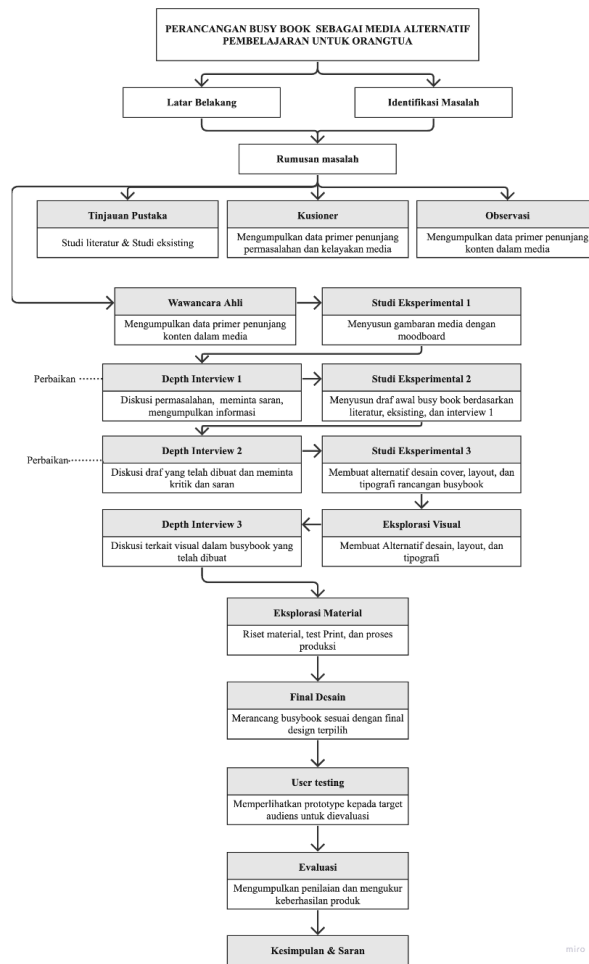 PERANCANGAN BUSY BOOK SEBAGAI MEDIA ALTERNATIF
PEMBELAJARAN UNTUK ORANGTUA
Latar Belakang
Identifikasi Masalah
Rumusan masalah
Tinjauan Pustaka
Studi literatur & Studi eksisting
Kusioner
Mengumpulkan data primer penunjang
permasalahan dan kelayakan media
Observasi
Mengumpulkan data primer penunjang
konten dalam media
Wawancara Ahli
Mengumpulkan data primer penunjang
konten dalam media
Studi Eksperimental 1
Menyusun gambaran media dengan
moodboard
Perbaikan
Depth Interview 1
Diskusi permasalahan, meminta saran,
mengumpulkan informasi
Studi Eksperimental 2
Menyusun draf awal busy book berdasarkan
literatur, eksisting, dan interview 1
Perbaikan
Depth Interview 2
Diskusi draf yang telah dibuat dan meminta
kritik dan saran
Studi Eksperimental 3
Membuat alternatif desain cover, layout, dan
tipografi rancangan busybook
Depth Interview 3
Diskusi terkait visual dalam busybook yang
telah dibuat
Eksplorasi Visual
Membuat Alternatif desain, layout, dan
tipografi
Eksplorasi Material
Riset material, test Print, dan proses
produksi
Final Desain
Merancang busybook sesuai dengan final
design terpilih
User testing
Memperlihatkan prototype kepada target
audiens untuk dievaluasi
Evaluasi
Mengumpulkan penilaian dan mengukur
keberhasilan produk
Kesimpulan & Saran
miro